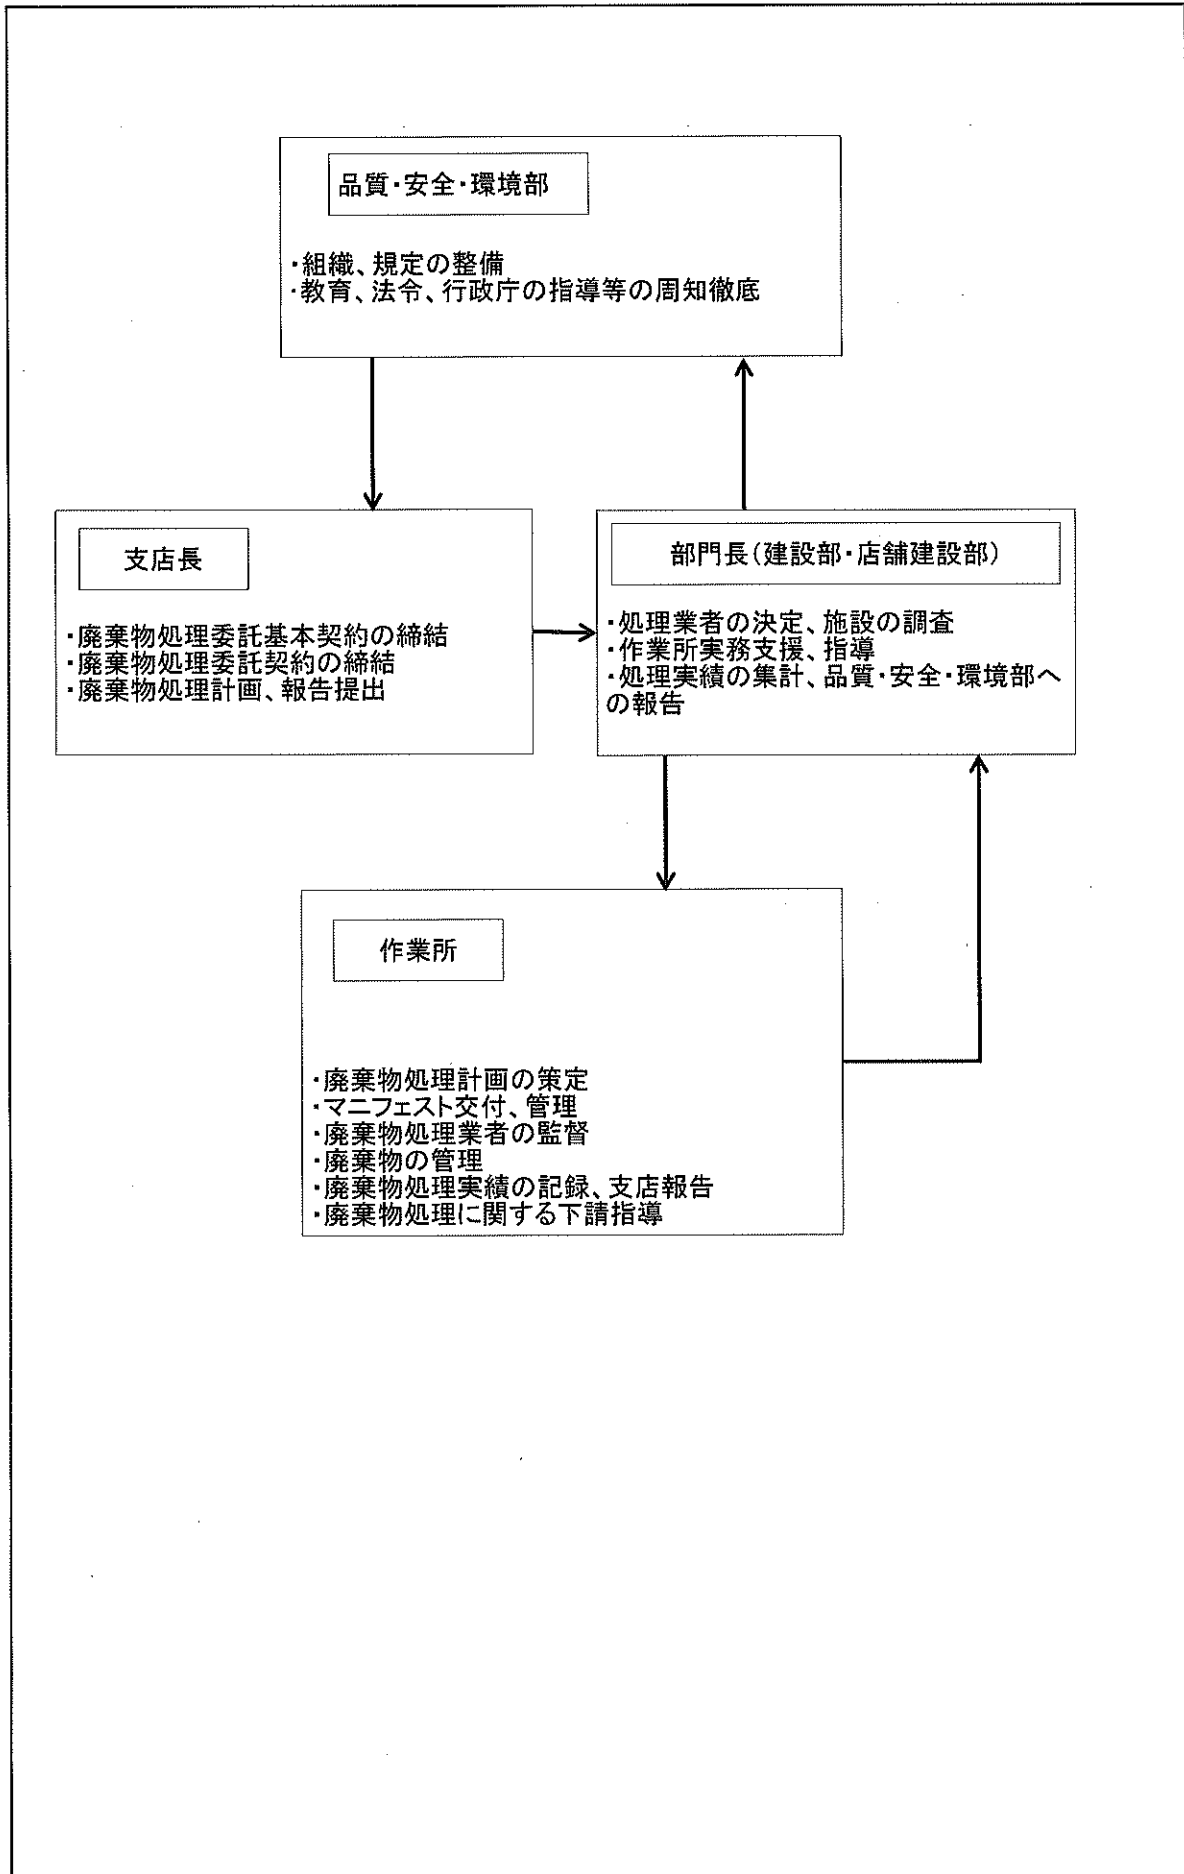 品質・安全・環境部
・組織、規定の整備
・教育、法令、行政庁の指導等の周知徹底
支店長
・廃棄物処理委託基本契約の締結
・廃棄物処理委託契約の締結
・廃棄物処理計画、報告提出
部門長(建設部・店舗建設部)
・処理業者の決定、施設の調査
・作業所実務支援、指導
・処理実績の集計、品質・安全・環境部へ
の報告
作業所
・廃棄物処理計画の策定
・マニフェスト交付、管理
・廃棄物処理業者の監督
・廃棄物の管理
・廃棄物処理実績の記録、支店報告
・廃棄物処理に関する下請指導